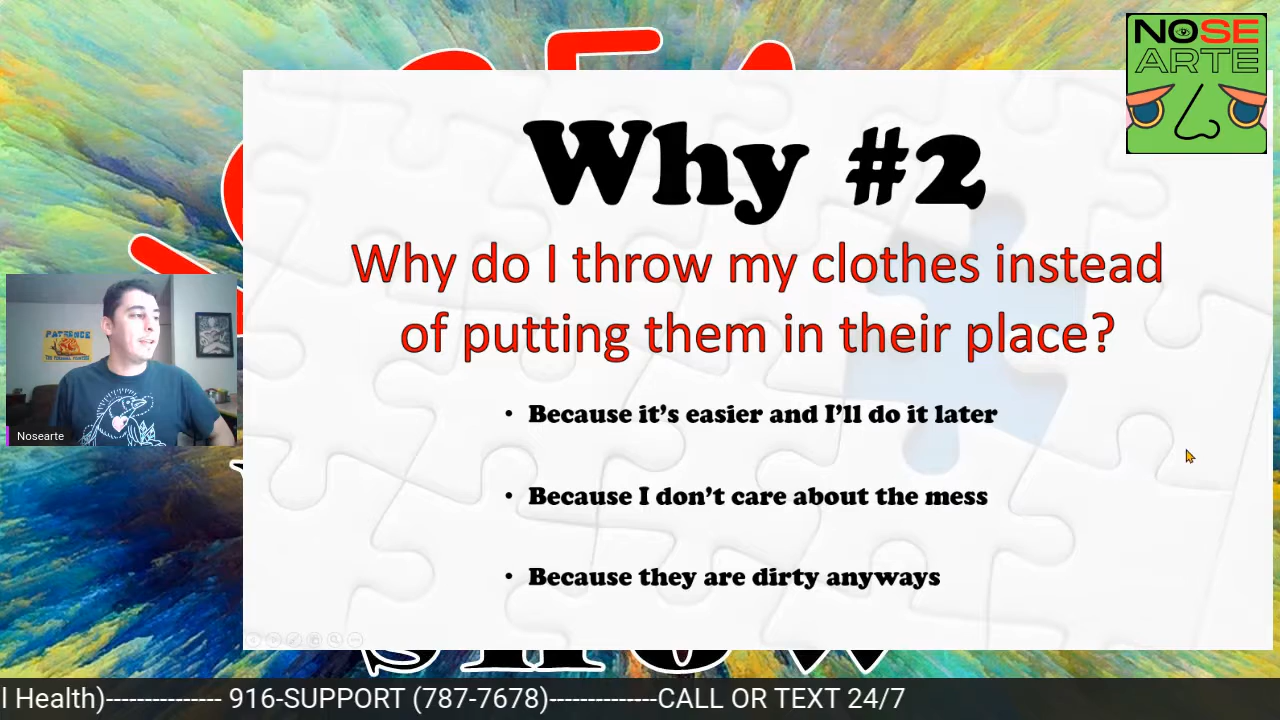 NOSE
ARTE
Why #2
Why do I throw my clothes instead
of putting them in their place?
• Because it’s easier and I’ll do it later
• Because I don’t care about the mess
• Because they are dirty anyways
PATIENCE
Nosearte
SHOW
l Health)--------------- 916-SUPPORT (787-7678)--------------CALL OR TEXT 24/7